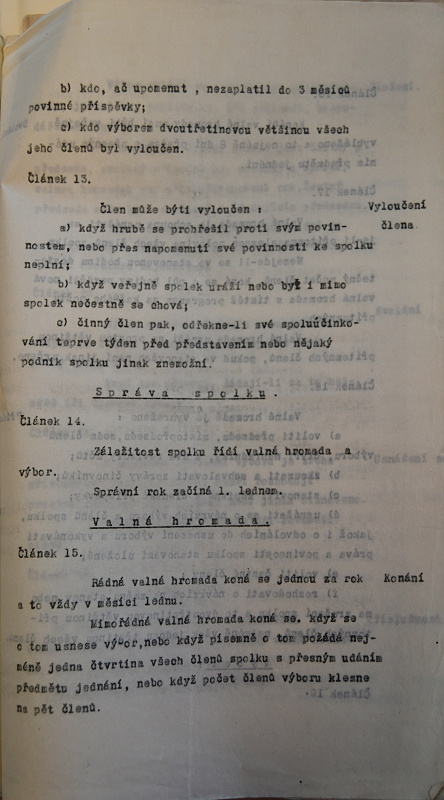 b) kdo, ač upomenut , nezaplatil do 3 měsíců
povinné příspěvky;
c) kdo výborem dvoutřetinovou většinou všech
jeho členů byl vyloučen.
Článek 13.
Člen může býti vyloučen :
Vyloučení
člena
a) když hrubě se prohřešil proti svým povin-
nostem, nebo přes napomenutí své povinnosti ke spolku
neplní;
b) když veřejně spolek uráží nebo byť i mimo
spolek nečestně se chová;
c) činný člen pak, odřekne-li své spoluúčinko-
vání teprve týden před představením nebo nějaký
podnik spolku jinak znemožní.
Správa spolku.
Článek 14.
Záležitost spolku řídí valná hromada a
výbor.
Správní rok začíná 1. lednem.
Valná hromada.
Článek 15.
Řádná valná hromada koná se jednou za rok
Konání
a to vždy v měsíci lednu.
Mimořádná valná hromada koná se. když se
o tom usnese výbor,nebo když písemně o tom požádá nej-
méně jedna čtvrtina všech členů spolku s přesným udáním
předmětu jednání, nebo když počet členů výboru klesne
na pět členů.